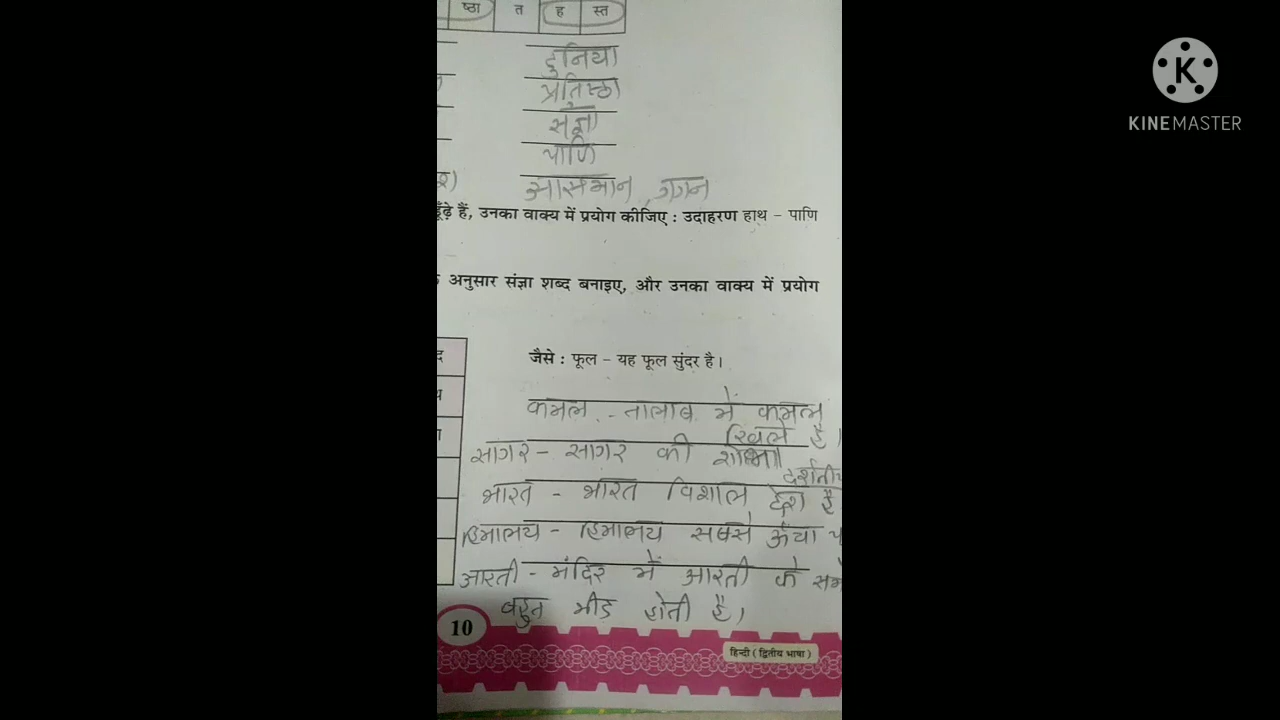 ष्ठा त ह स्त
KINEMASTER
दुनिया
प्रतिष्ठा
संज्ञा
पाणि
आसमान, गगन
ढूँढ़े हैं, उनका वाक्य में प्रयोग कीजिए : उदाहरण हाथ - पाणि
अनुसार संज्ञा शब्द बनाइए, और उनका वाक्य में प्रयोग
जैसे : फूल - यह फूल सुंदर है।
कमल - तालाब में कमल
खिले है।
सागर - सागर की शोभा
भारत - भारत विशाल देश है
हिमालय - हिमालय सबसे ऊँचा
आरती - मंदिर में आरती के
बहुत भीड होती है।
10
हिन्दी (द्वितीय भाषा)